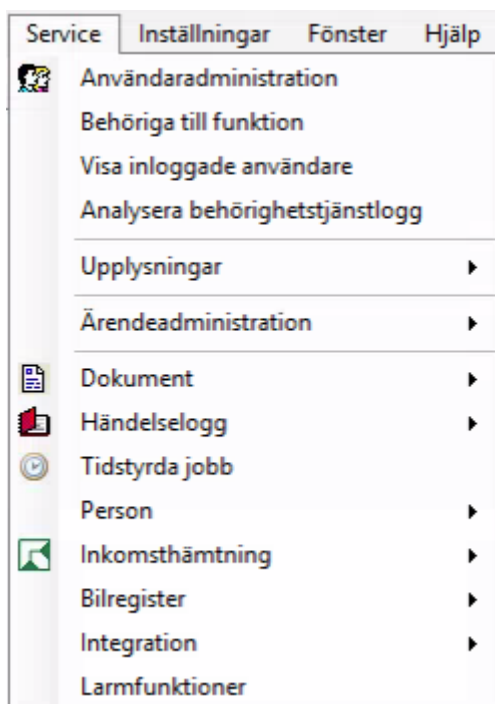 Service Inställningar Fönster Hjälp
Användaradministration
Behöriga till funktion
Visa inloggade användare
Analysera behörighetstjänstlogg
Upplysningar
Ärendeadministration
Dokument
Händelselogg
Tidstyrda jobb
Person
Inkomsthämtning
Bilregister
Integration
Larmfunktioner